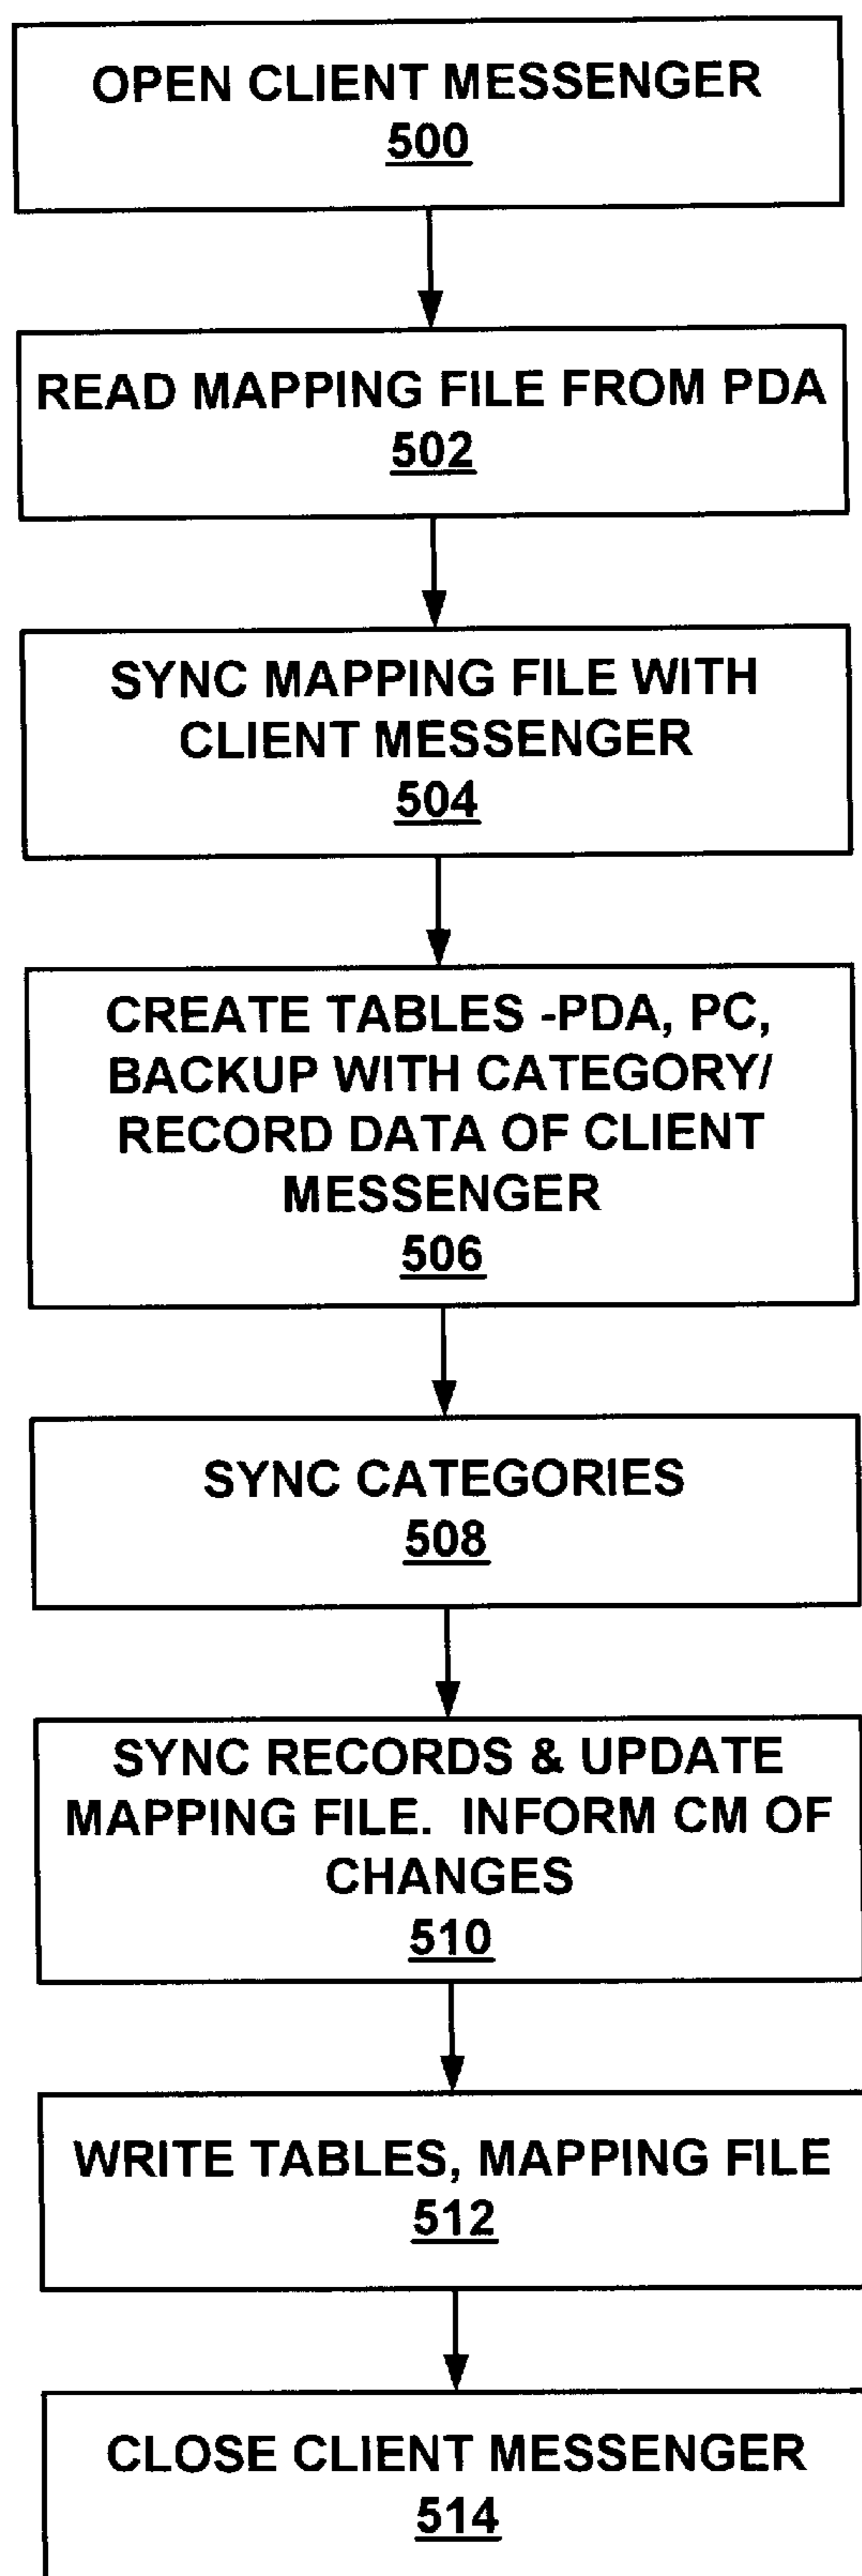 OPEN CLIENT MESSENGER
500
READ MAPPING FILE FROM PDA
502
SYNC MAPPING FILE WITH
CLIENT MESSENGER
504
CREATE TABLES -PDA, PC,
BACKUP WITH CATEGORY/
RECORD DATA OF CLIENT
MESSENGER
506
SYNC CATEGORIES
508
SYNC RECORDS & UPDATE
MAPPING FILE. INFORM CM OF
CHANGES
510
WRITE TABLES, MAPPING FILE
512
CLOSE CLIENT MESSENGER
514